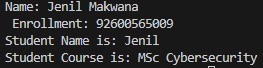 Name: Jenil Makwana
Enrollment: 92600565009
Student Name is: Jenil
Student Course is: MSc Cybersecurity